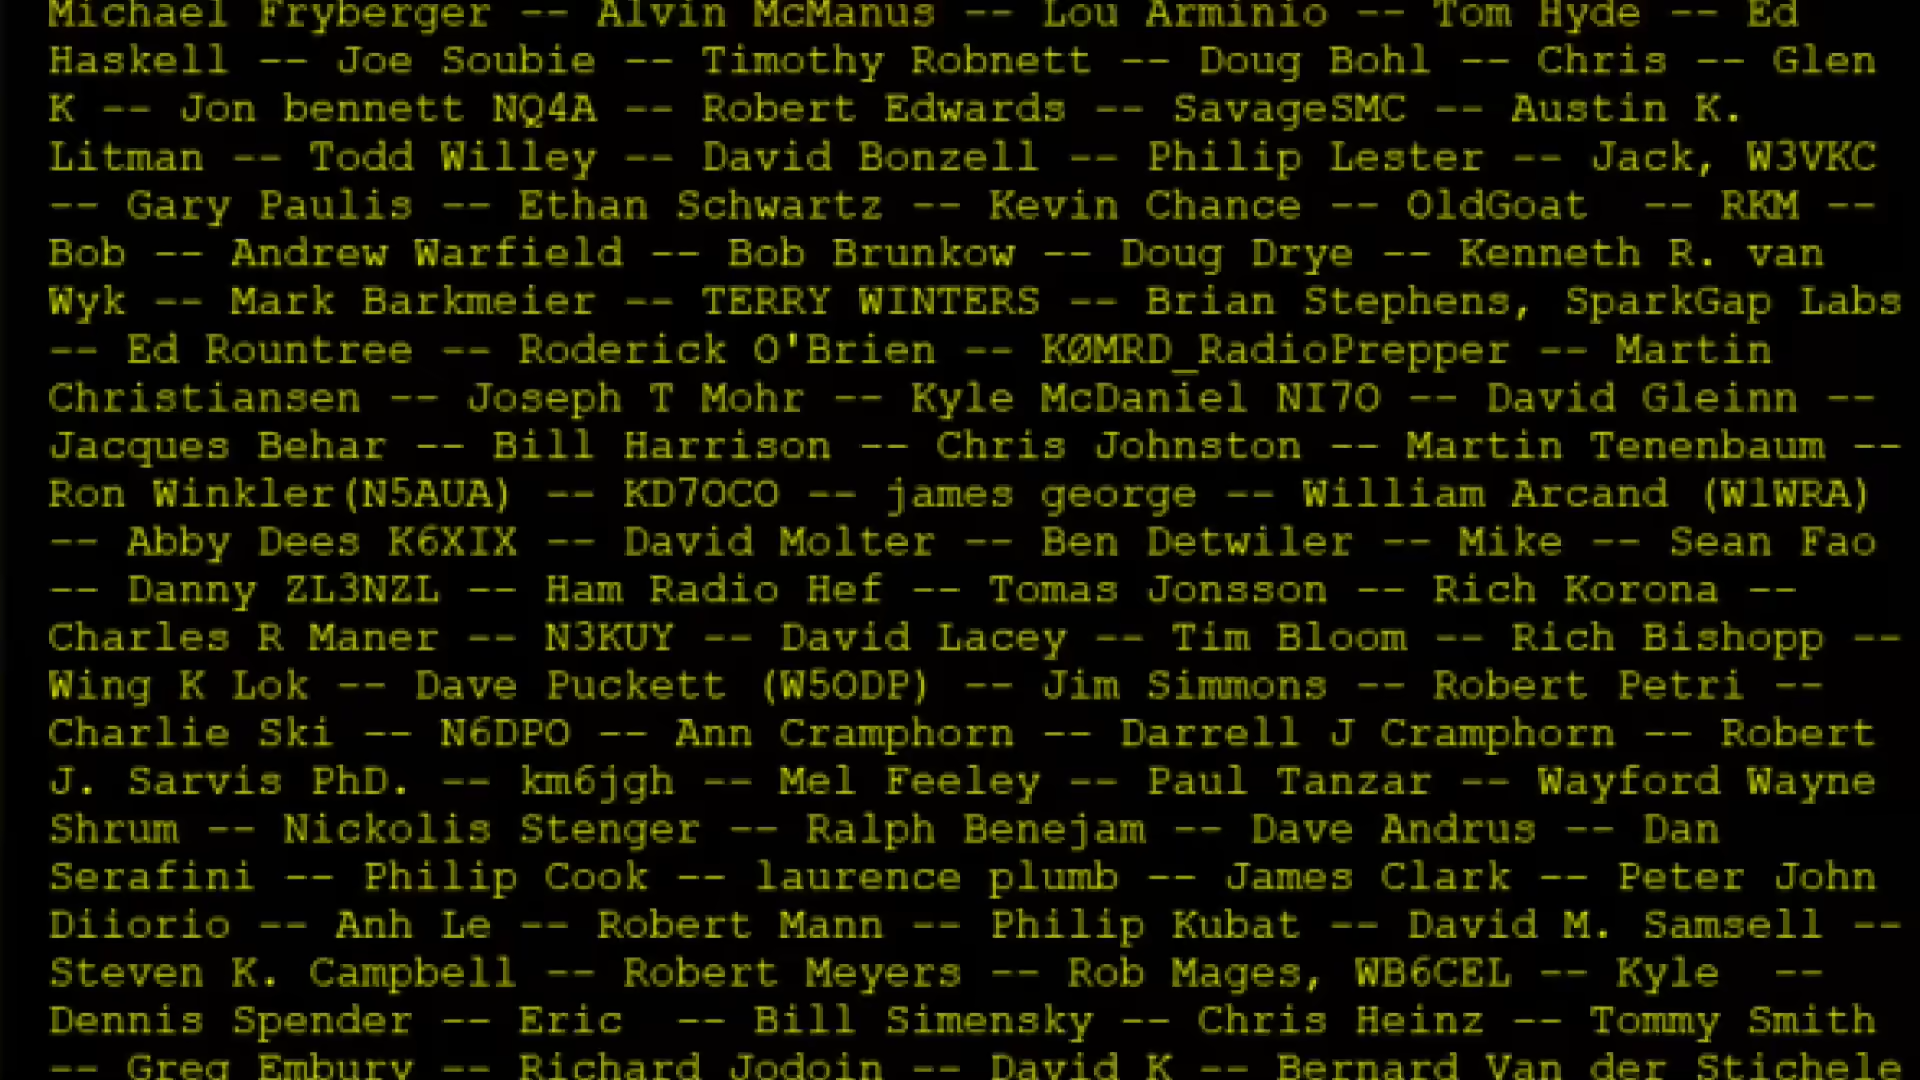 Michael Fryberger -- Alvin McManus -- Lou Arminio -- Tom Hyde -- Ed
Haskell -- Joe Soubie -- Timothy Robnett -- Doug Bohl -- Chris -- Glen
K -- Jon bennett NQ4A -- Robert Edwards -- SavageSMC -- Austin K.
Litman -- Todd Willey -- David Bonzell -- Philip Lester -- Jack, W3VKC
-- Gary Paulis -- Ethan Schwartz -- Kevin Chance -- OldGoat  -- RKM --
Bob -- Andrew Warfield -- Bob Brunkow -- Doug Drye -- Kenneth R. van
Wyk -- Mark Barkmeier -- TERRY WINTERS -- Brian Stephens, SparkGap Labs
-- Ed Rountree -- Roderick O'Brien -- KØMRD_RadioPrepper -- Martin
Christiansen -- Joseph T Mohr -- Kyle McDaniel NI7O -- David Gleinn --
Jacques Behar -- Bill Harrison -- Chris Johnston -- Martin Tenenbaum --
Ron Winkler(N5AUA) -- KD7OCO -- james george -- William Arcand (W1WRA)
-- Abby Dees K6XIX -- David Molter -- Ben Detwiler -- Mike -- Sean Fao
-- Danny ZL3NZL -- Ham Radio Hef -- Tomas Jonsson -- Rich Korona --
Charles R Maner -- N3KUY -- David Lacey -- Tim Bloom -- Rich Bishopp --
Wing K Lok -- Dave Puckett (W5ODP) -- Jim Simmons -- Robert Petri --
Charlie Ski -- N6DPO -- Ann Cramphorn -- Darrell J Cramphorn -- Robert
J. Sarvis PhD. -- km6jgh -- Mel Feeley -- Paul Tanzar -- Wayford Wayne
Shrum -- Nickolis Stenger -- Ralph Benejam -- Dave Andrus -- Dan
Serafini -- Philip Cook -- laurence plumb -- James Clark -- Peter John
Diiorio -- Anh Le -- Robert Mann -- Philip Kubat -- David M. Samsell --
Steven K. Campbell -- Robert Meyers -- Rob Mages, WB6CEL -- Kyle  --
Dennis Spender -- Eric  -- Bill Simensky -- Chris Heinz -- Tommy Smith
-- Greg Embury -- Richard Jodoin -- David K -- Bernard Van der Stichele